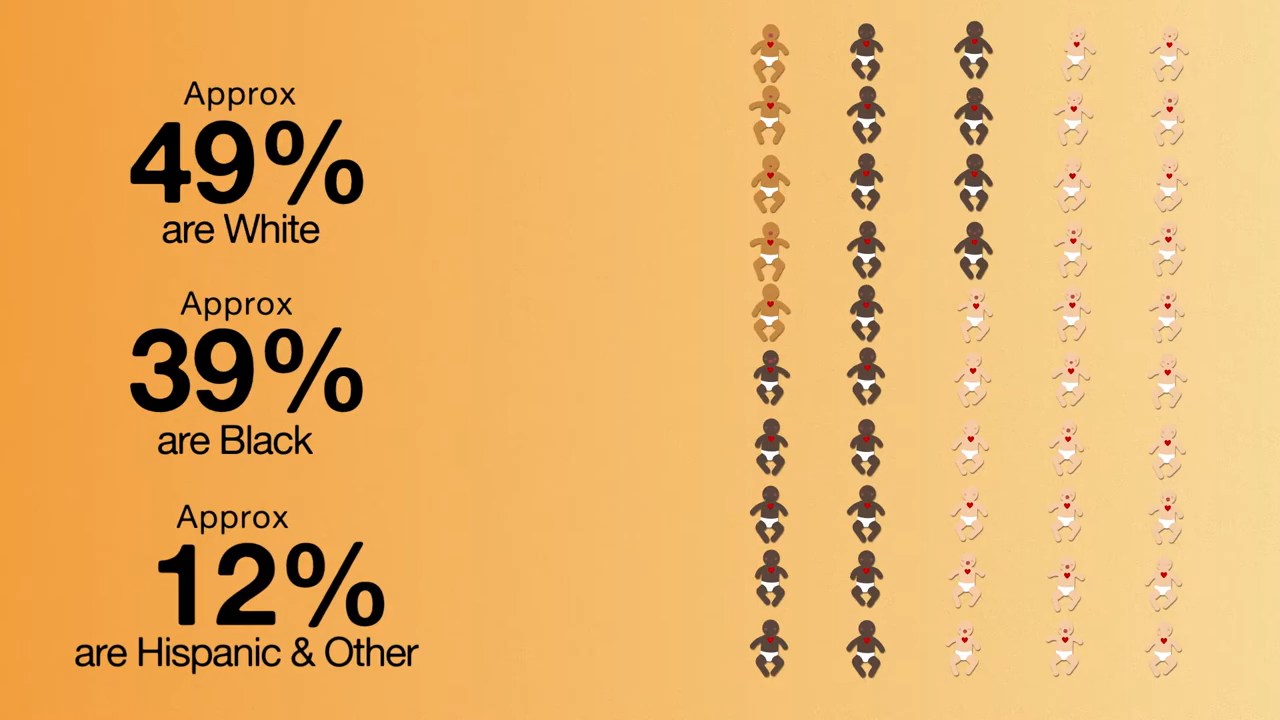 Approx
49%
are White
Approx
39%
are Black
Approx
12%
are Hispanic & Other